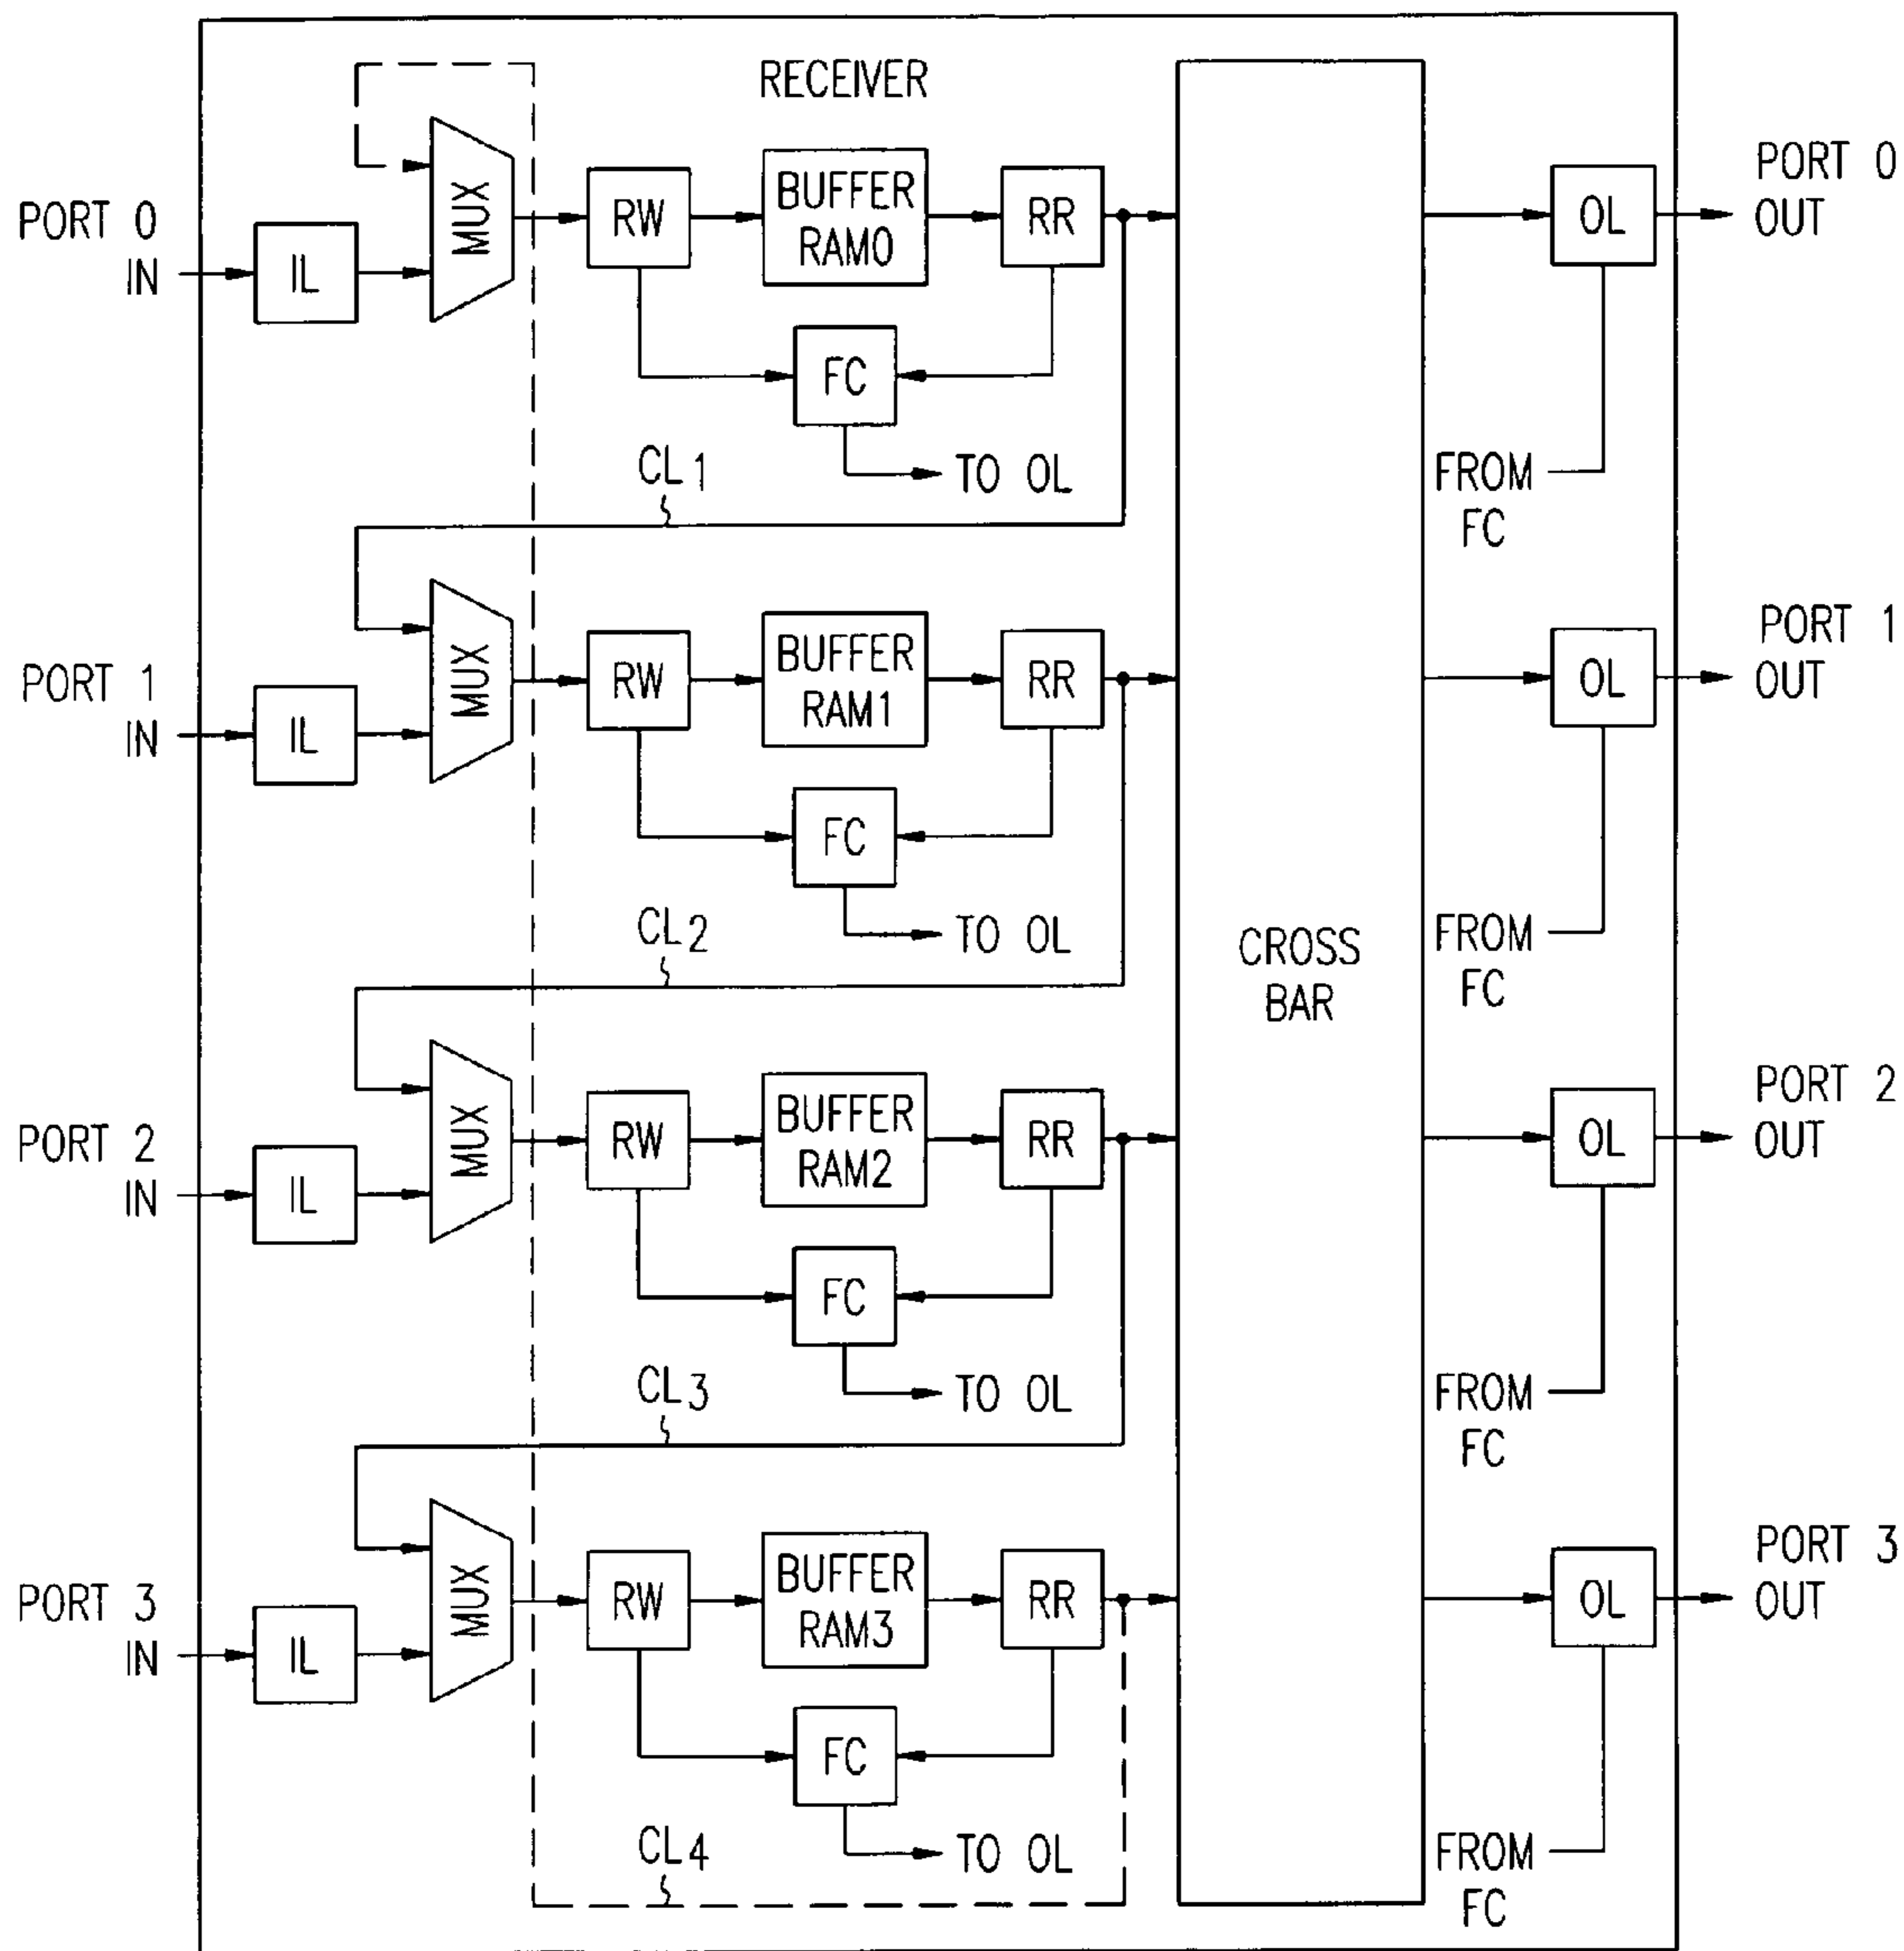 RECEIVER
PORT 0
IN
IL
MUX
RW
BUFFER
RAM0
RR
FC
TO OL
CL1
OL
PORT 0
OUT
FROM
FC
PORT 1
IN
IL
MUX
RW
BUFFER
RAM1
RR
FC
TO OL
CL2
CROSS
BAR
OL
PORT 1
OUT
FROM
FC
PORT 2
IN
IL
MUX
RW
BUFFER
RAM2
RR
FC
TO OL
CL3
OL
PORT 2
OUT
FROM
FC
PORT 3
IN
IL
MUX
RW
BUFFER
RAM3
RR
FC
TO OL
CL4
OL
PORT 3
OUT
FROM
FC